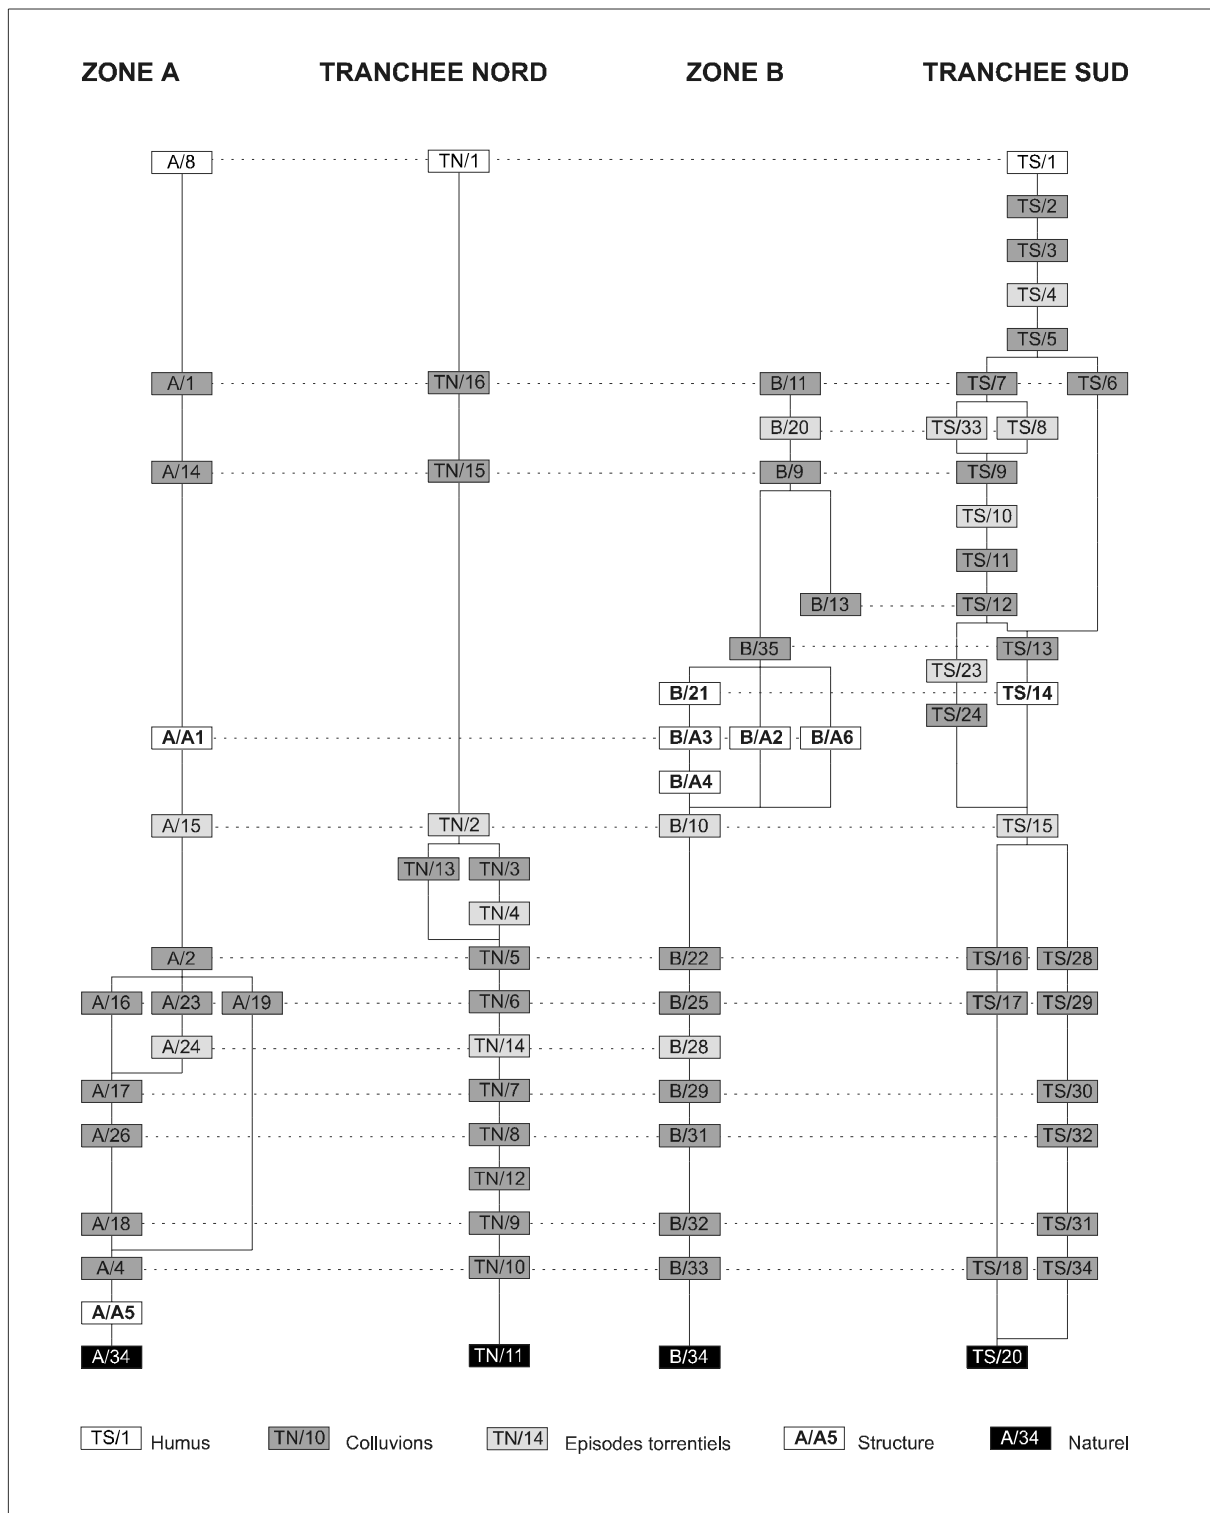 ZONE A TRANCHEE NORD ZONE B TRANCHEE SUD
A/8 TN/1 TS/1
TS/2
TS/3
TS/4
TS/5
A/1 TN/16 B/11 TS/7 TS/6
B/20 TS/33 TS/8
A/14 TN/15 B/9 TS/9
TS/10
TS/11
B/13 TS/12
B/35 TS/13
TS/23
B/21 TS/14
TS/24
A/A1 B/A3 B/A2 B/A6
B/A4
A/15 TN/2 B/10 TS/15
TN/13 TN/3
TN/4
A/2 TN/5 B/22 TS/16 TS/28
A/16 A/23 A/19 TN/6 B/25 TS/17 TS/29
A/24 TN/14 B/28
A/17 TN/7 B/29 TS/30
A/26 TN/8 B/31 TS/32
TN/12
A/18 TN/9 B/32 TS/31
A/4 TN/10 B/33 TS/18 TS/34
A/A5
A/34 TN/11 B/34 TS/20
TS/1 Humus TN/10 Colluvions TN/14 Episodes torrentiels A/A5 Structure A/34 Naturel